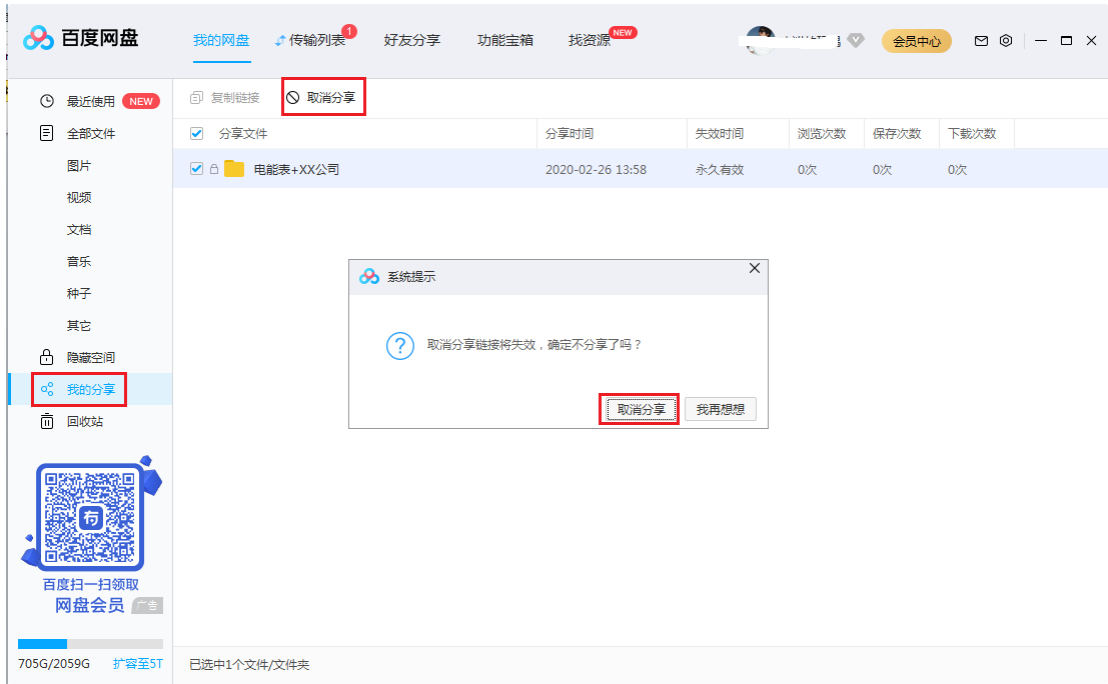 百度网盘
我的网盘
传输列表
1
好友分享
功能宝箱
找资源
NEW
会员中心
最近使用 NEW
全部文件
图片
视频
文档
音乐
种子
其它
隐藏空间
我的分享
回收站
复制链接
取消分享
分享文件 分享时间 失效时间 浏览次数 保存次数 下载次数
电能表+XX公司 2020-02-26 13:58 永久有效 0次 0次 0次
系统提示
取消分享链接将失效，确定不分享了吗？
取消分享 我再想想
有
百度扫一扫领取
网盘会员 广告
705G/2059G 扩容至5T
已选中1个文件/文件夹